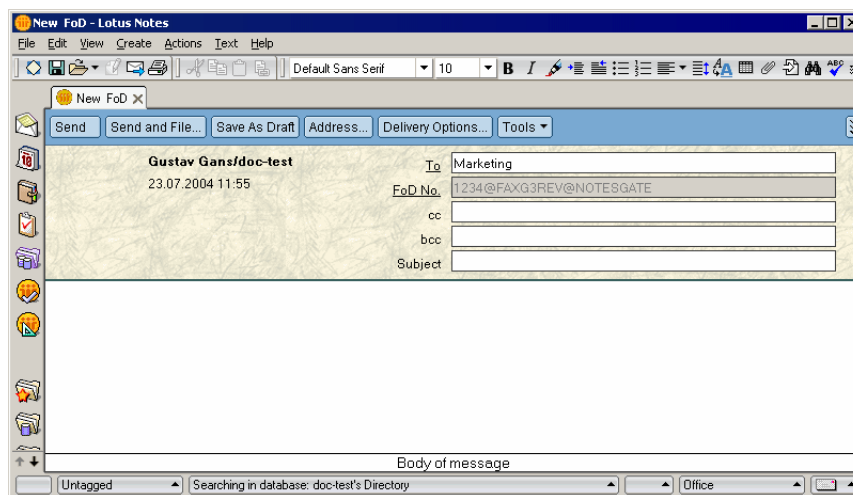 New FoD - Lotus Notes
File Edit View Create Actions Text Help
Default Sans Serif 10 B I
New FoD
Send Send and File... Save As Draft Address... Delivery Options... Tools
Gustav Gans/doc-test To Marketing
23.07.2004 11:55 FoD No. 1234@FAXG3REV@NOTESGATE
cc
bcc
Subject
Body of message
Untagged Searching in database: doc-test's Directory Office